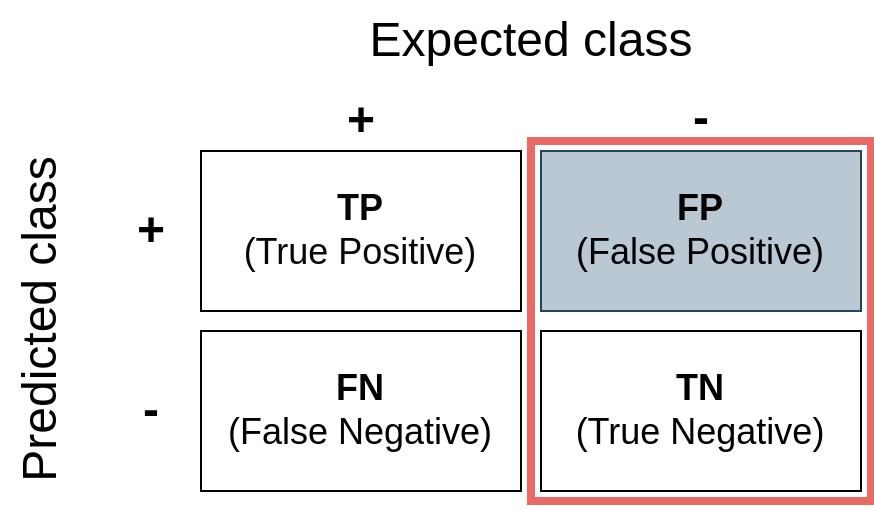 Expected class
+
-
Predicted class
+
TP
(True Positive)
FP
(False Positive)
-
FN
(False Negative)
TN
(True Negative)